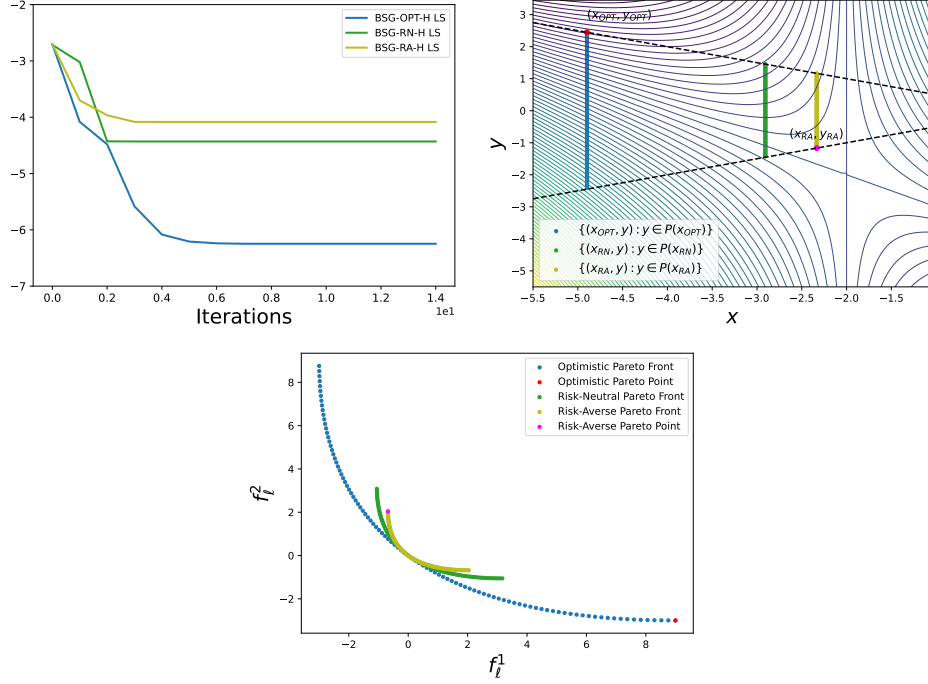 −2
−3
−4
−5
−6
−7
0.0
0.2
0.4
0.6
0.8
1.0
1.2
1.4
1e1
Iterations
BSG-OPT-H LS
BSG-RN-H LS
BSG-RA-H LS
3
2
1
0
−1
−2
−3
−4
−5
y
−5.5
−5.0
−4.5
−4.0
−3.5
−3.0
−2.5
−2.0
−1.5
x
(x_OPT, y_OPT)
(x_RA, y_RA)
{(x_OPT, y) : y ∈ P(x_OPT)}
{(x_RN, y) : y ∈ P(x_RN)}
{(x_RA, y) : y ∈ P(x_RA)}
8
6
4
2
0
−2
f_ℓ^2
−2
0
2
4
6
8
f_ℓ^1
Optimistic Pareto Front
Optimistic Pareto Point
Risk-Neutral Pareto Front
Risk-Averse Pareto Front
Risk-Averse Pareto Point